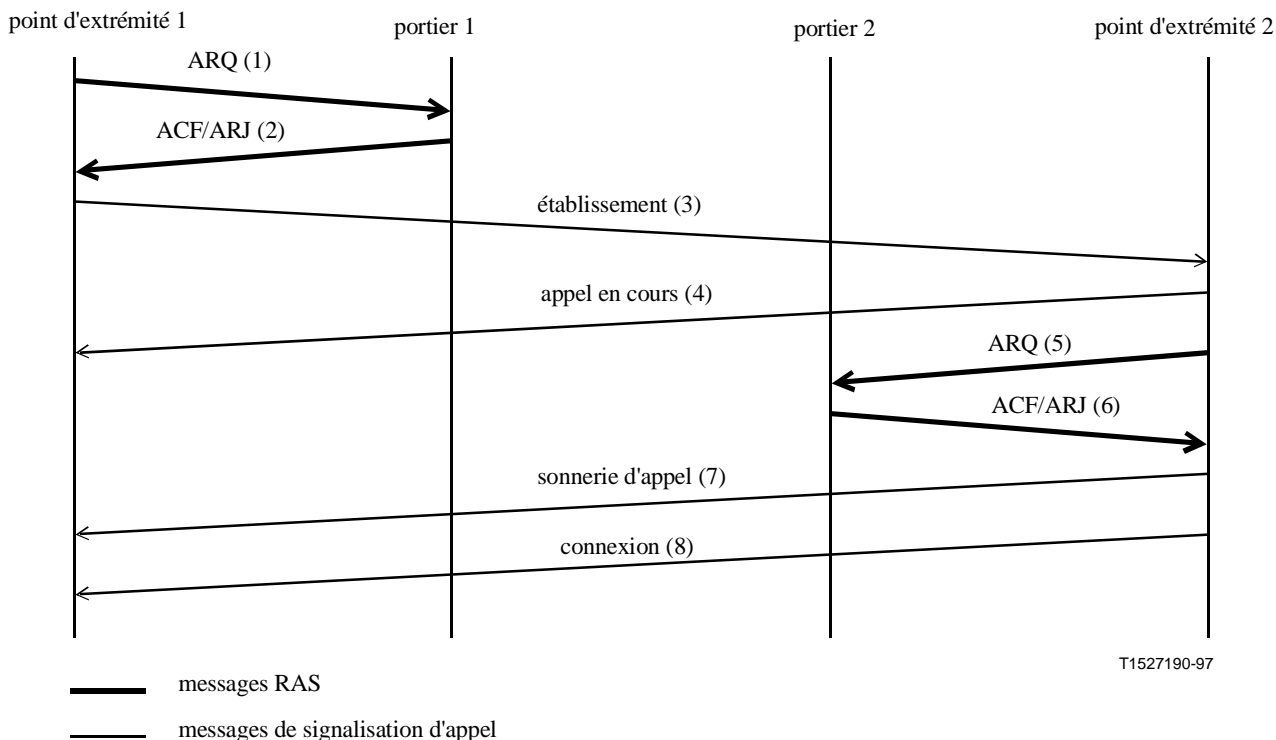 point d'extrémité 1
portier 1
portier 2
point d'extrémité 2
ARQ (1)
ACF/ARJ (2)
établissement (3)
appel en cours (4)
ARQ (5)
ACF/ARJ (6)
sonnerie d'appel (7)
connexion (8)
T1527190-97
messages RAS
messages de signalisation d'appel